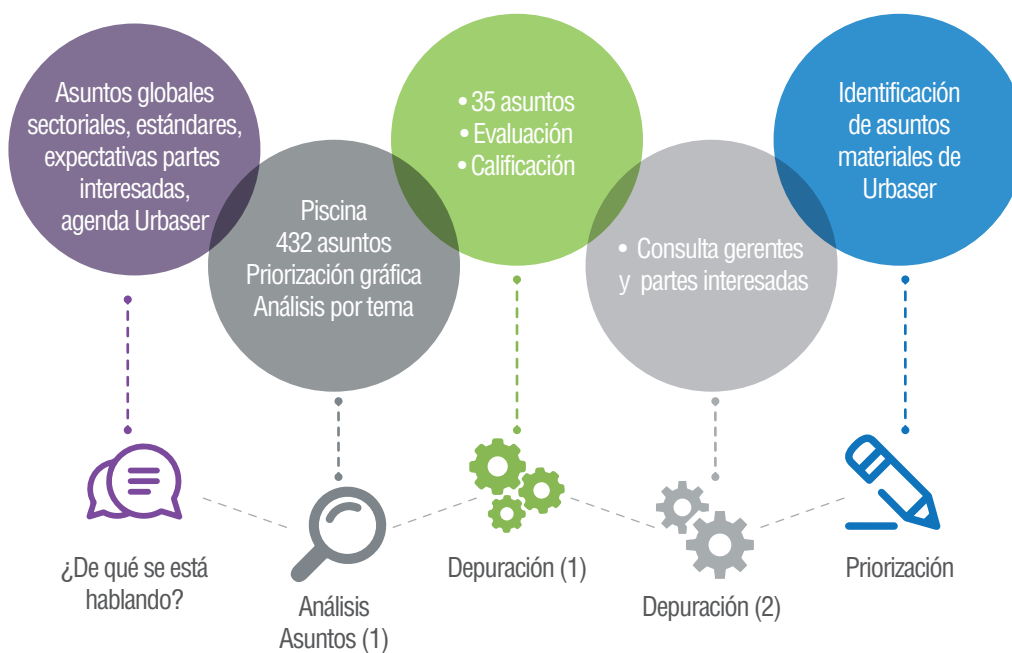 Asuntos globales
sectoriales, estándares,
expectativas partes
interesadas,
agenda Urbaser
Piscina
432 asuntos
Priorización gráfica
Análisis por tema
• 35 asuntos
• Evaluación
• Calificación
• Consulta gerentes
y partes interesadas
Identificación
de asuntos
materiales de
Urbaser
¿De qué se está
hablando?
Análisis
Asuntos (1)
Depuración (1)
Depuración (2)
Priorización